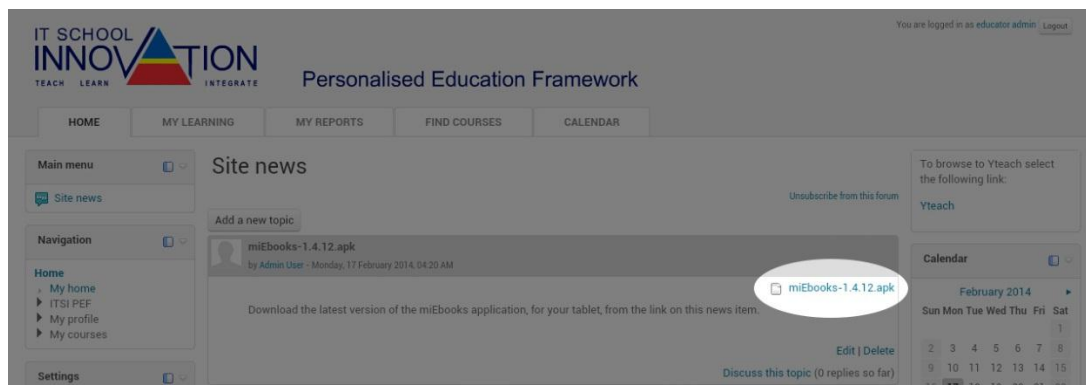 You are logged in as educator admin Logout
IT SCHOOL
INNOVATION
TEACH LEARN INTEGRATE
Personalised Education Framework
HOME MY LEARNING MY REPORTS FIND COURSES CALENDAR
Main menu
Site news
Navigation
Home
My home
ITSI PEF
My profile
My courses
Settings
Site news
Unsubscribe from this forum
Add a new topic
miEbooks-1.4.12.apk
by Admin User - Monday, 17 February 2014, 04:20 AM
miEbooks-1.4.12.apk
Download the latest version of the miEbooks application, for your tablet, from the link on this news item.
Edit | Delete
Discuss this topic (0 replies so far)
To browse to Yteach select
the following link:
Yteach
Calendar
February 2014
Sun Mon Tue Wed Thu Fri Sat
1
2 3 4 5 6 7 8
9 10 11 12 13 14 15